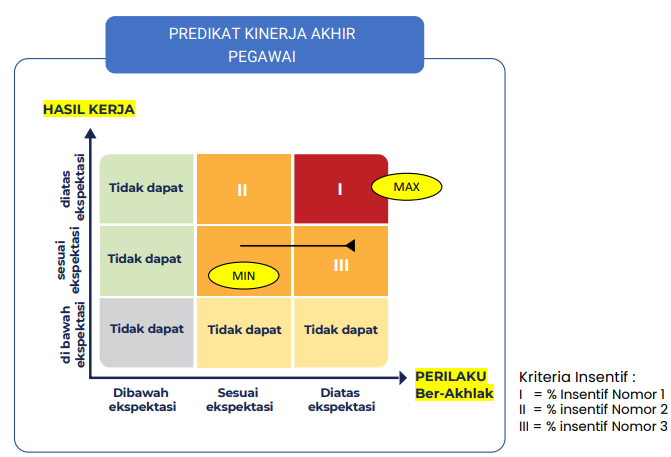 PREDIKAT KINERJA AKHIR
PEGAWAI
HASIL KERJA
diatas
ekspektasi
Tidak dapat
II
I
MAX
sesuai
ekspektasi
Tidak dapat
MIN
III
di bawah
ekspektasi
Tidak dapat
Tidak dapat
Tidak dapat
PERILAKU
Ber-Akhlak
Dibawah
ekspektasi
Sesuai
ekspektasi
Diatas
ekspektasi
Kriteria Insentif :
I = % Insentif Nomor 1
II = % insentif Nomor 2
III = % insentif Nomor 3